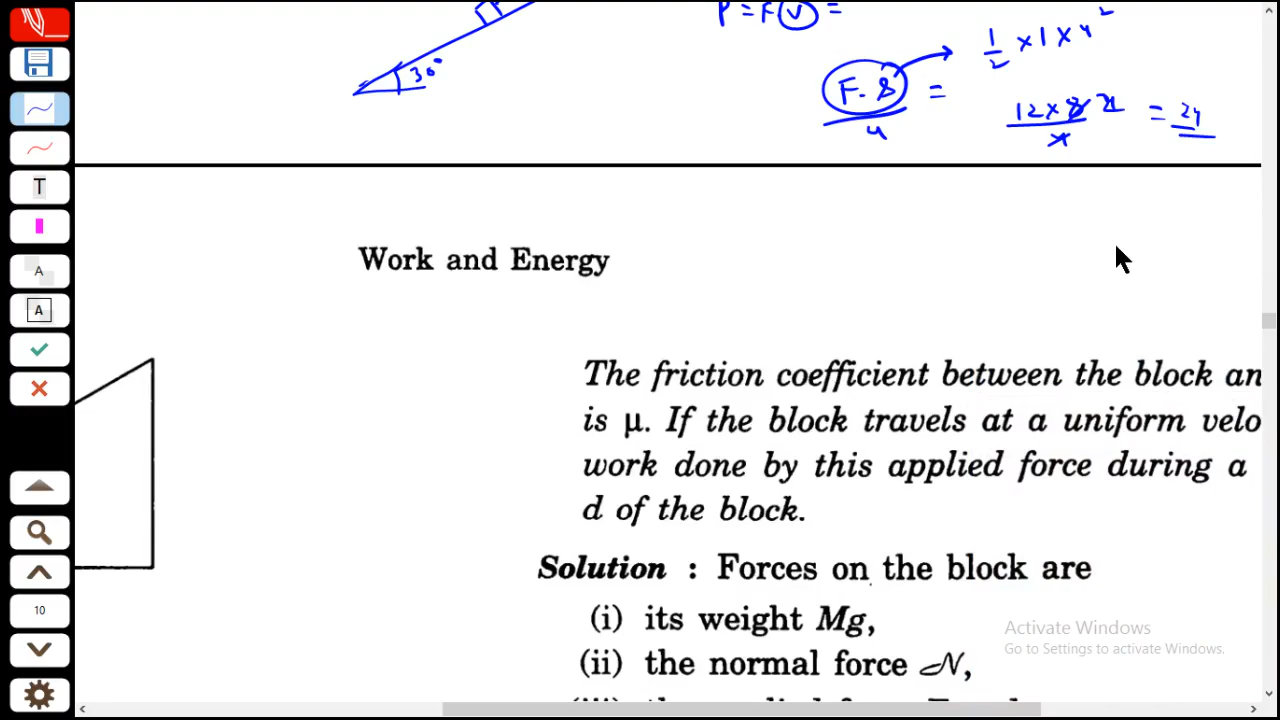 P = F(v) =
1/2 × 1 × 4²
30°
F. 8 =
4
12 × 8 2
4
= 24
Work and Energy
The friction coefficient between the block an
is μ. If the block travels at a uniform velo
work done by this applied force during a
d of the block.
Solution : Forces on the block are
(i) its weight Mg,
(ii) the normal force N,
Activate Windows
Go to Settings to activate Windows.
T
A
A
10